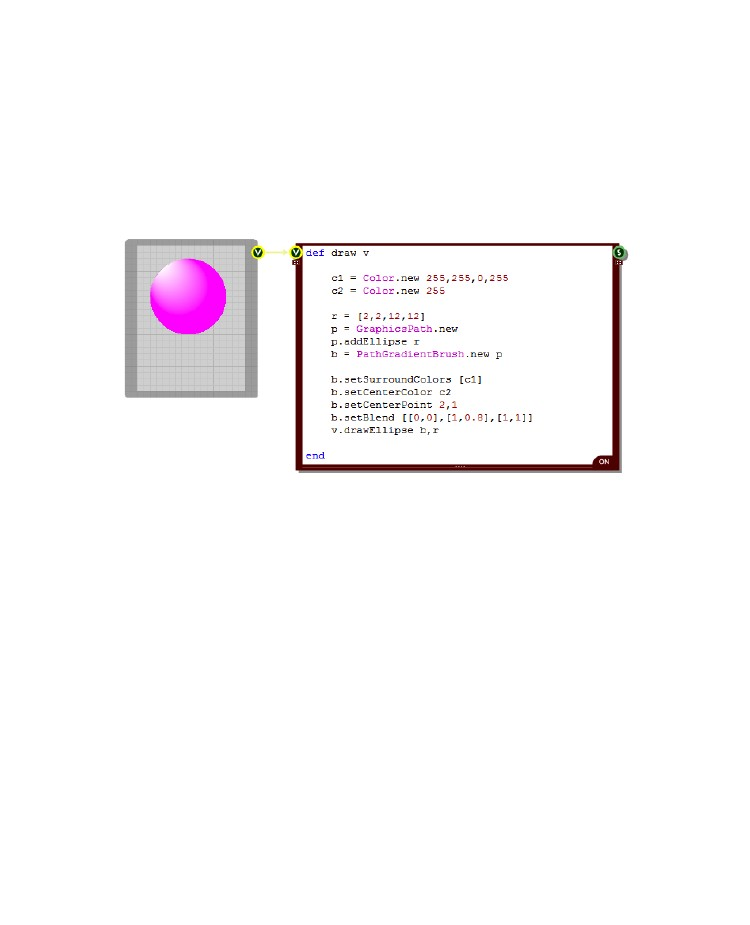 V
V
S
def draw v
c1 = Color.new 255,255,0,255
c2 = Color.new 255
r = [2,2,12,12]
p = GraphicsPath.new
p.addEllipse r
b = PathGradientBrush.new p
b.setSurroundColors [c1]
b.setCenterColor c2
b.setCenterPoint 2,1
b.setBlend [[0,0],[1,0.8],[1,1]]
v.drawEllipse b,r
end
ON